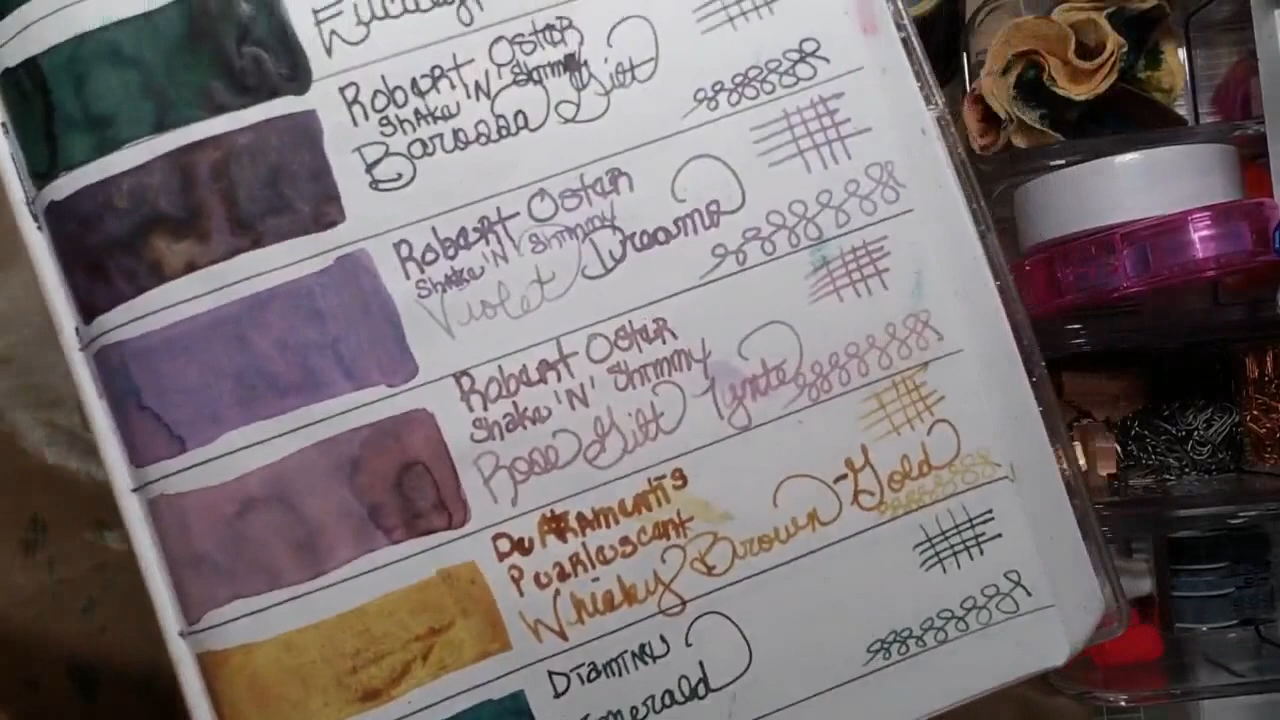 Robert Oster
Shake 'N' Shimmy
Barossa Gilt
Robert Oster
Shake 'N' Shimmy
Violet Dreams
Robert Oster
Shake 'N' Shimmy
Rose Gilt Tynte
De Atraments
Pearlescent
Whisky Brown-Gold
Diamine
Emerald